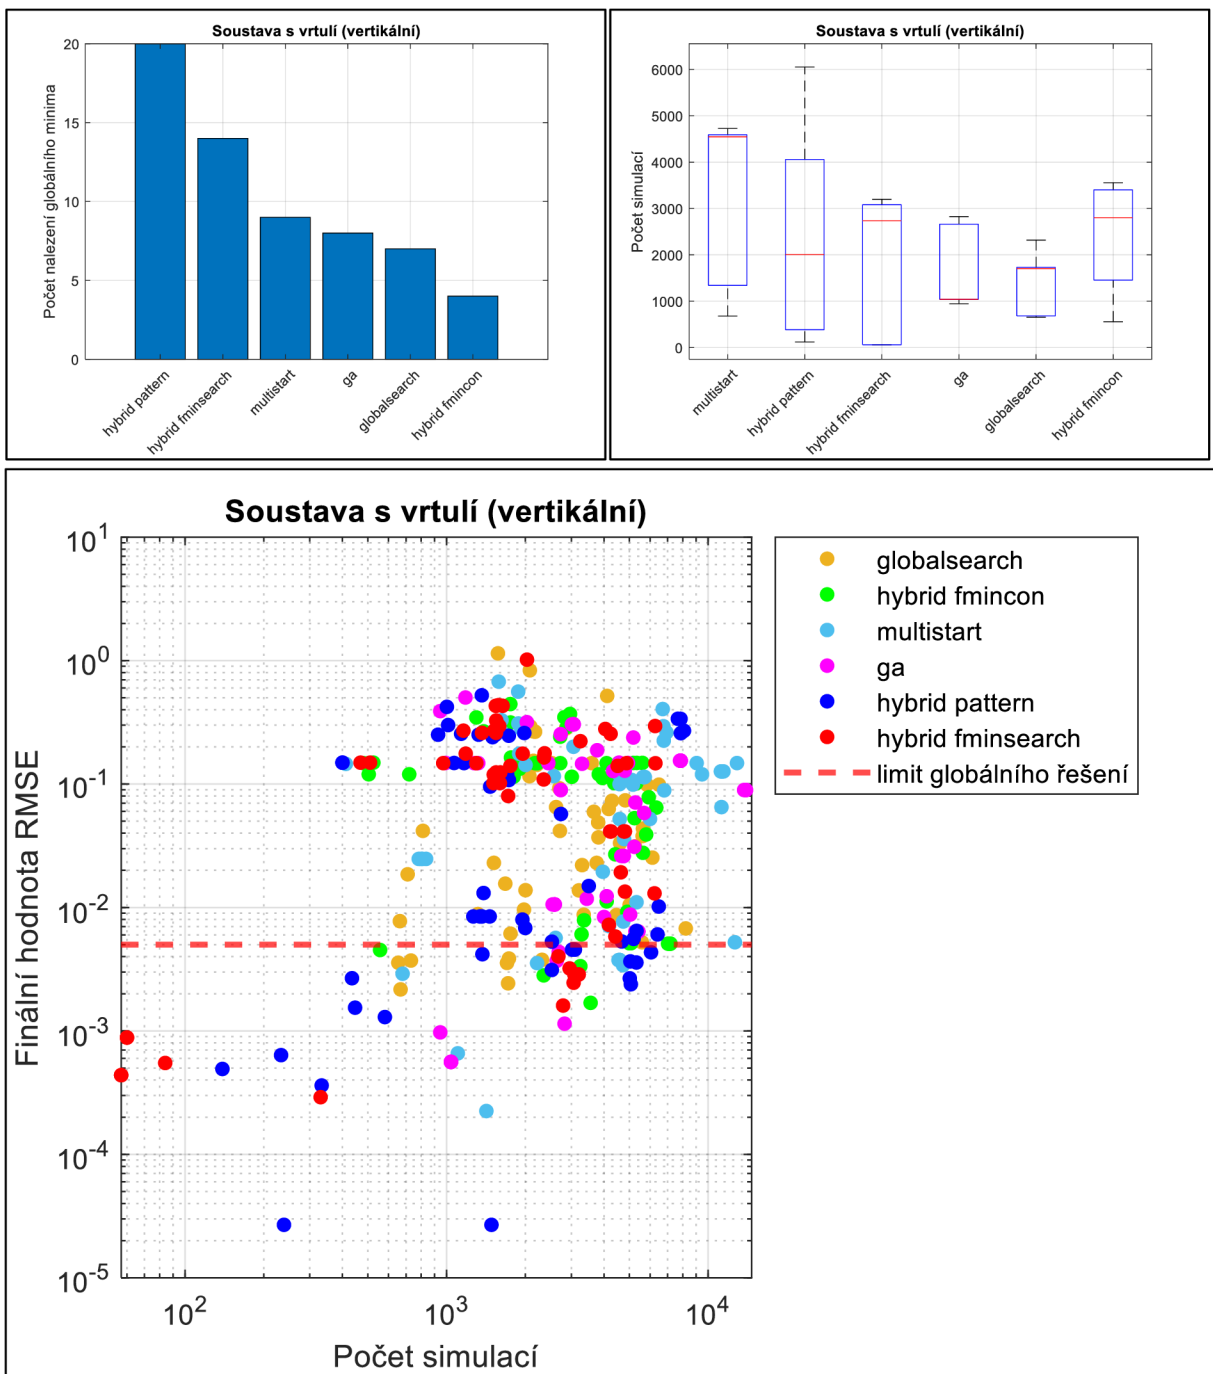 Soustava s vrtulí (vertikální)
Počet nalezení globálního minima
20
15
10
5
0
hybrid pattern
hybrid fminsearch
multistart
ga
globalsearch
hybrid fmincon
Soustava s vrtulí (vertikální)
Počet simulací
6000
5000
4000
3000
2000
1000
0
multistart
hybrid pattern
hybrid fminsearch
ga
globalsearch
hybrid fmincon
Soustava s vrtulí (vertikální)
Finální hodnota RMSE
10^1
10^0
10^-1
10^-2
10^-3
10^-4
10^-5
10^2
10^3
10^4
Počet simulací
globalsearch
hybrid fmincon
multistart
ga
hybrid pattern
hybrid fminsearch
limit globálního řešení